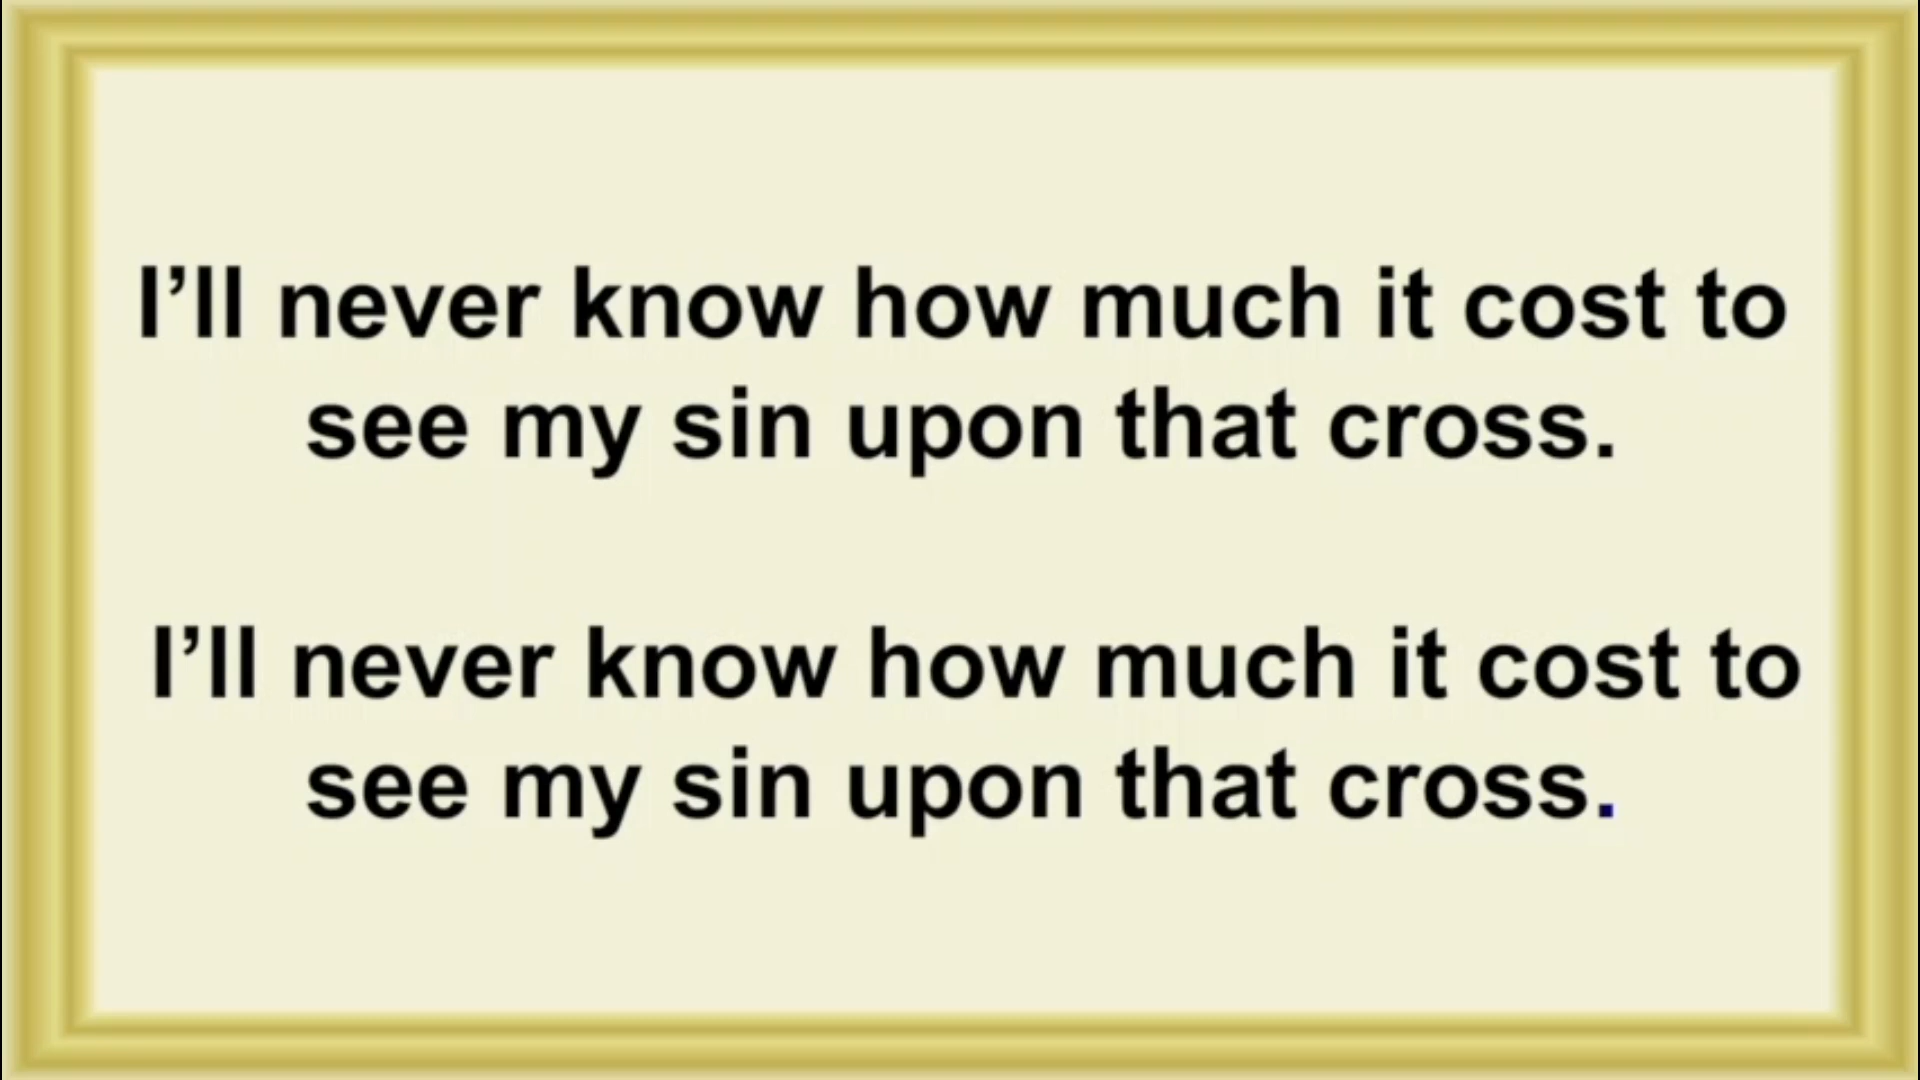 I’ll never know how much it cost to
see my sin upon that cross.
I’ll never know how much it cost to
see my sin upon that cross.